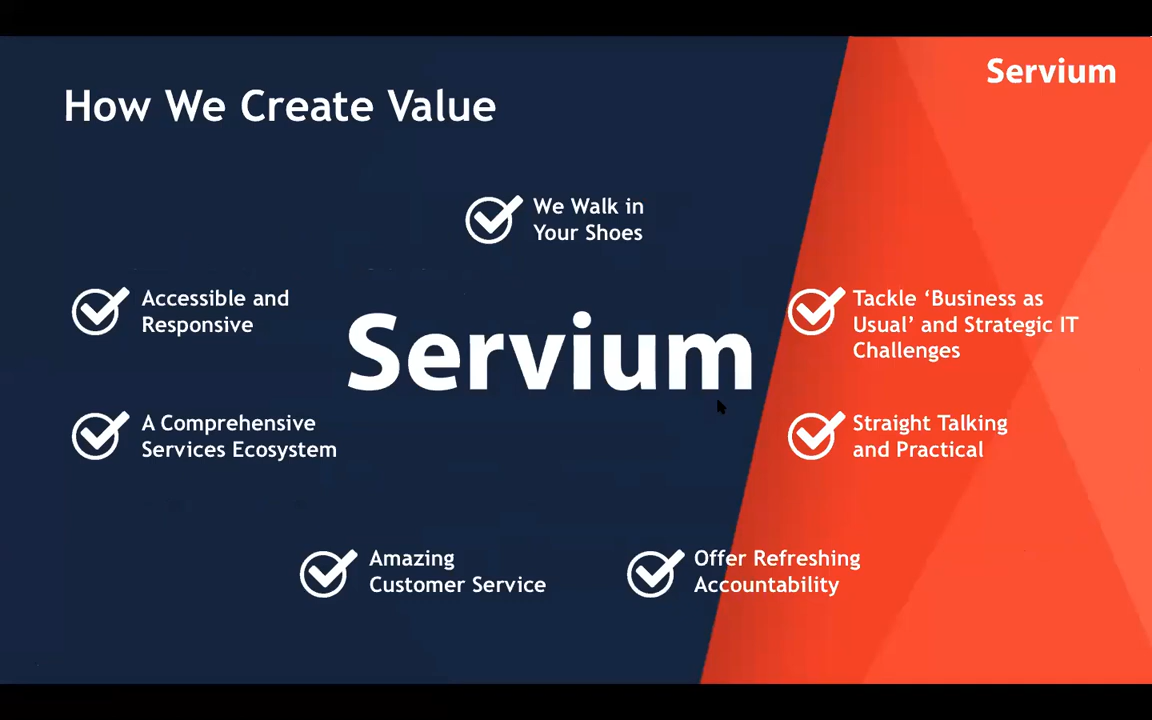 Servium
How We Create Value
We Walk in
Your Shoes
Accessible and
Responsive
Tackle ‘Business as
Usual’ and Strategic IT
Challenges
Servium
A Comprehensive
Services Ecosystem
Straight Talking
and Practical
Amazing
Customer Service
Offer Refreshing
Accountability